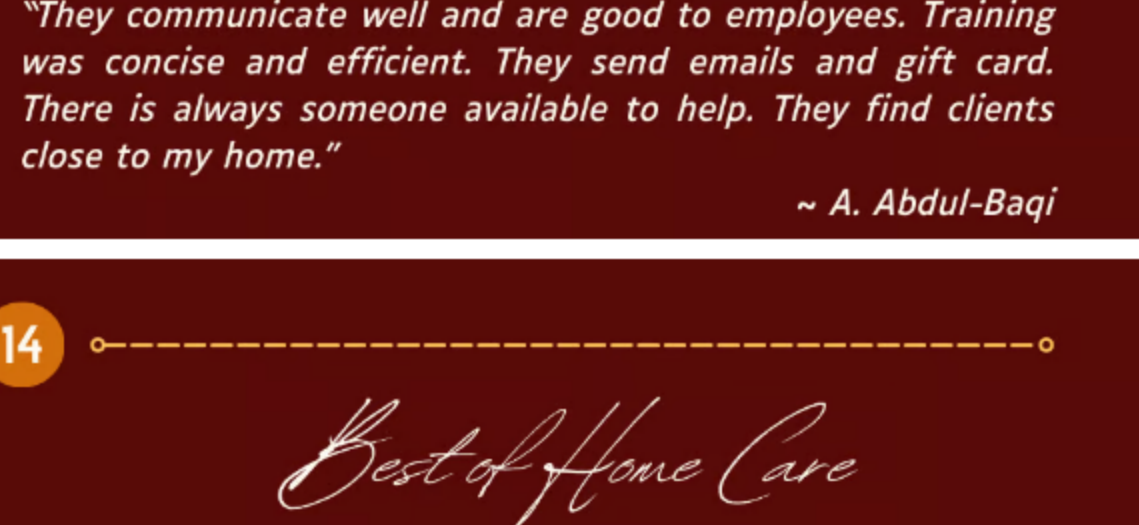 “They communicate well and are good to employees. Training
was concise and efficient. They send emails and gift card.
There is always someone available to help. They find clients
close to my home.”
~ A. Abdul-Baqi
14
Best of Home Care